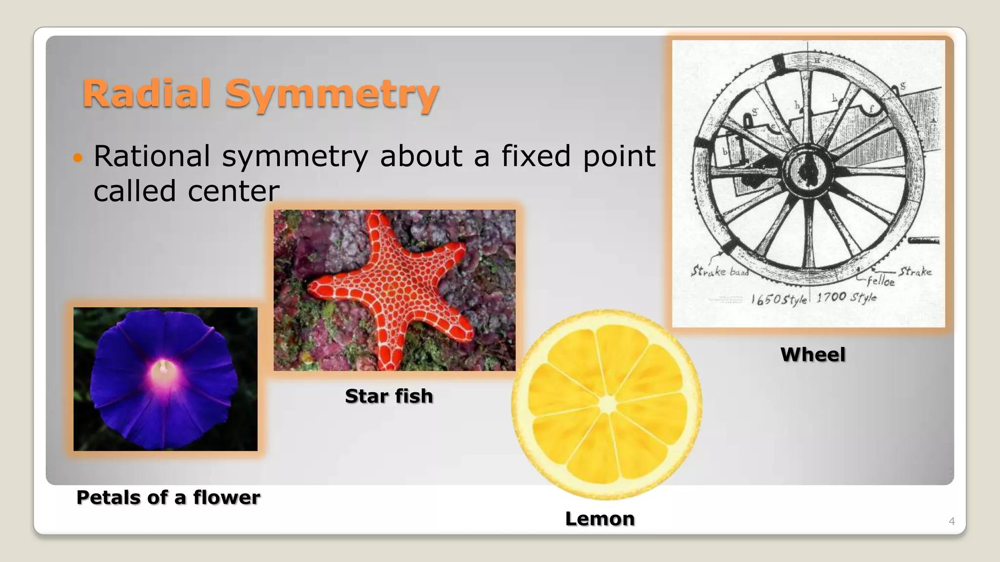 Radial Symmetry
• Rational symmetry about a fixed point
called center
H
G
g
h
h
f
g
e
A
b
Strake band
Strake
felloe
1650 Style 1700 Style
Wheel
Star fish
Petals of a flower
Lemon
4